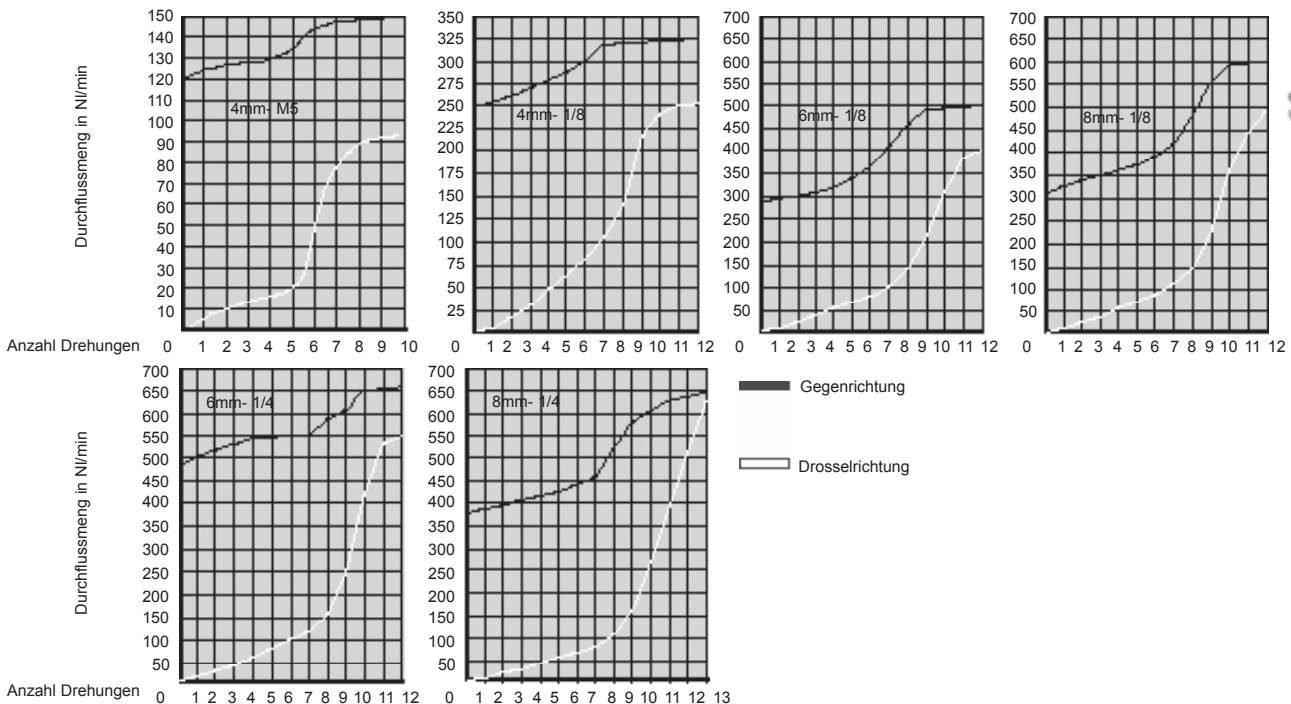 150 140 130 120 110 100 90 80 70 60 50 40 30 20 10
350 325 300 275 250 225 200 175 150 125 100 75 50 25
700 650 600 550 500 450 400 350 300 250 200 150 100 50
700 650 600 550 500 450 400 350 300 250 200 150 100 50
Durchflussmeng in Nl/min
4mm- M5
4mm- 1/8
6mm- 1/8
8mm- 1/8
Anzahl Drehungen 0 1 2 3 4 5 6 7 8 9 10 0 1 2 3 4 5 6 7 8 9 10 11 12 0 1 2 3 4 5 6 7 8 9 10 11 12 0 1 2 3 4 5 6 7 8 9 10 11 12
700 650 600 550 500 450 400 350 300 250 200 150 100 50
700 650 600 550 500 450 400 350 300 250 200 150 100 50
Durchflussmeng in Nl/min
6mm- 1/4
8mm- 1/4
Gegenrichtung
Drosselrichtung
Anzahl Drehungen 0 1 2 3 4 5 6 7 8 9 10 11 12 0 1 2 3 4 5 6 7 8 9 10 11 12 13